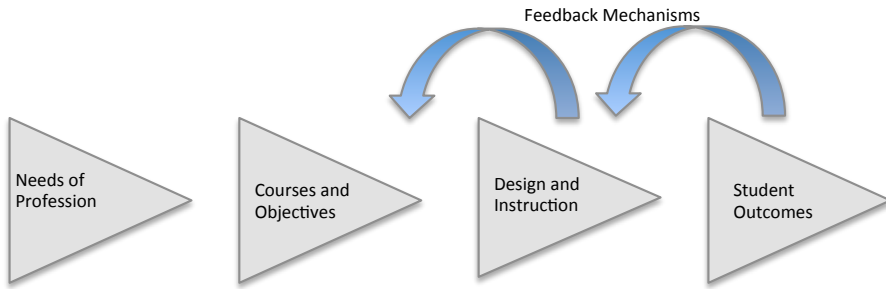 Feedback Mechanisms
Needs of
Profession
Courses and
Objectives
Design and
Instruction
Student
Outcomes